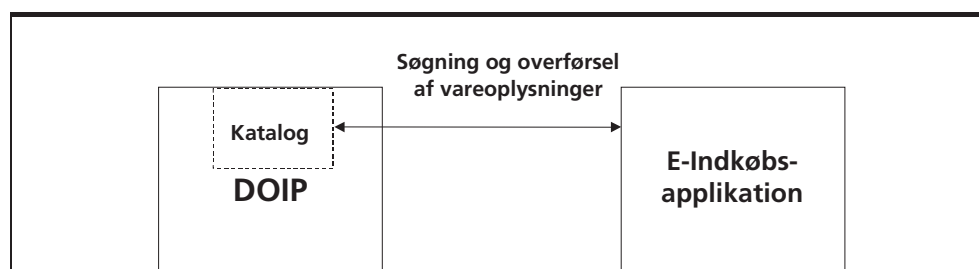 Søgning og overførsel
af vareoplysninger
Katalog
DOIP
E-Indkøbs-
applikation